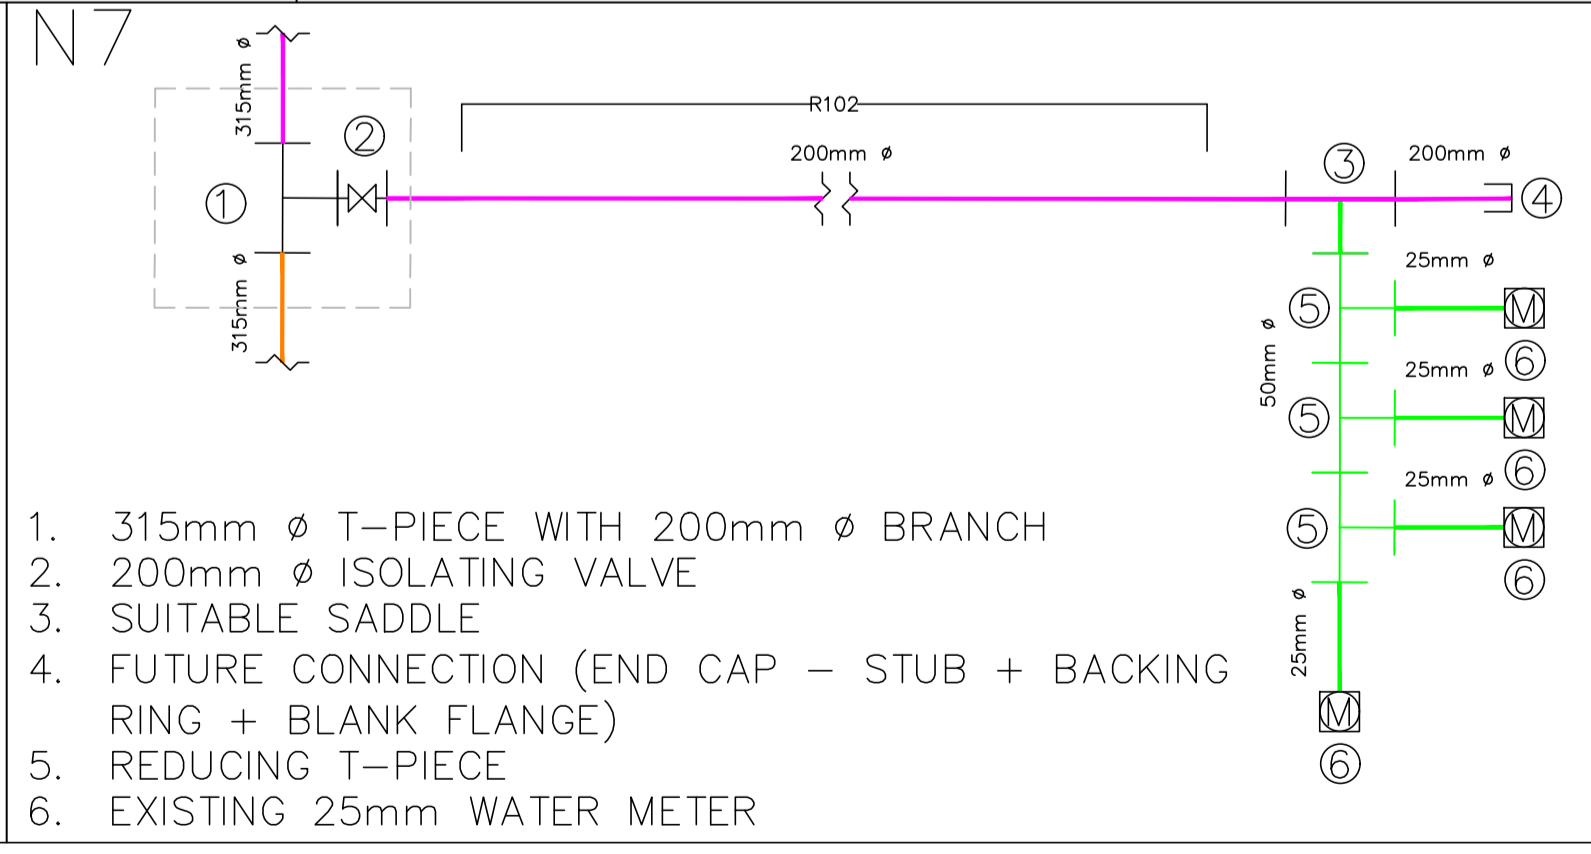 N7
315mm ø
②
R102
200mm ø
③
200mm ø
①
④
315mm ø
25mm ø
⑤
M
50mm ø
⑥
25mm ø
⑤
M
⑥
25mm ø
⑤
M
⑥
25mm ø
M
⑥
1. 315mm ø T-PIECE WITH 200mm ø BRANCH
2. 200mm ø ISOLATING VALVE
3. SUITABLE SADDLE
4. FUTURE CONNECTION (END CAP - STUB + BACKING
RING + BLANK FLANGE)
5. REDUCING T-PIECE
6. EXISTING 25mm WATER METER